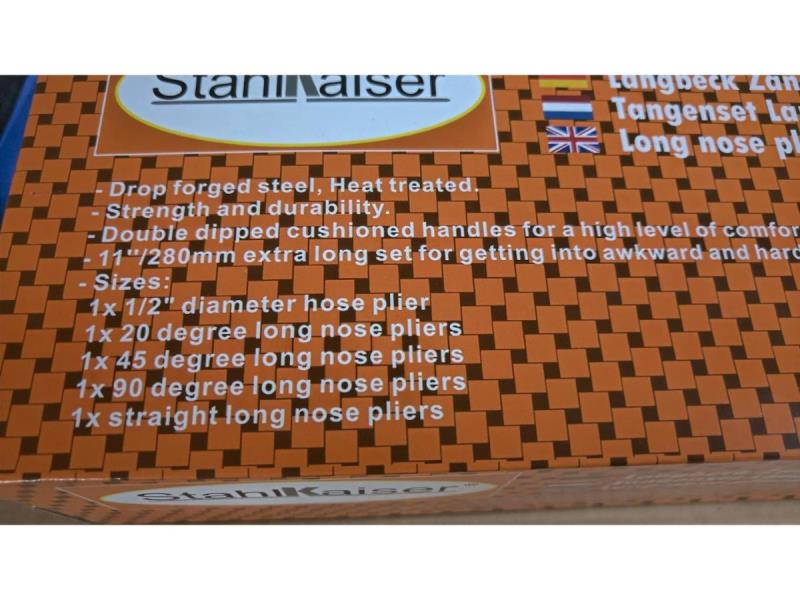 StahlKaiser
Langbeck Zan
Tangenset La
Long nose pl
- Drop forged steel, Heat treated.
- Strength and durability.
- Double dipped cushioned handles for a high level of comfor
- 11"/280mm extra long set for getting into awkward and hard
- Sizes:
1x 1/2" diameter hose plier
1x 20 degree long nose pliers
1x 45 degree long nose pliers
1x 90 degree long nose pliers
1x straight long nose pliers
StahlKaiser